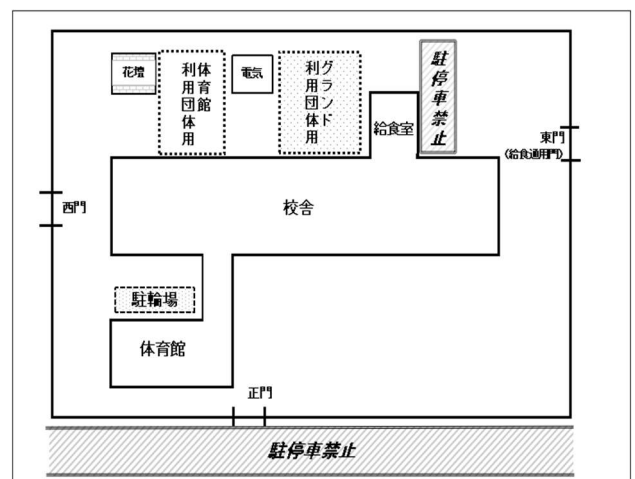 花壇
体育館
利用団体用
電気
グランド
利用団体用
駐停車禁止
給食室
東門
(給食通用門)
西門
校舎
駐輪場
体育館
正門
駐停車禁止